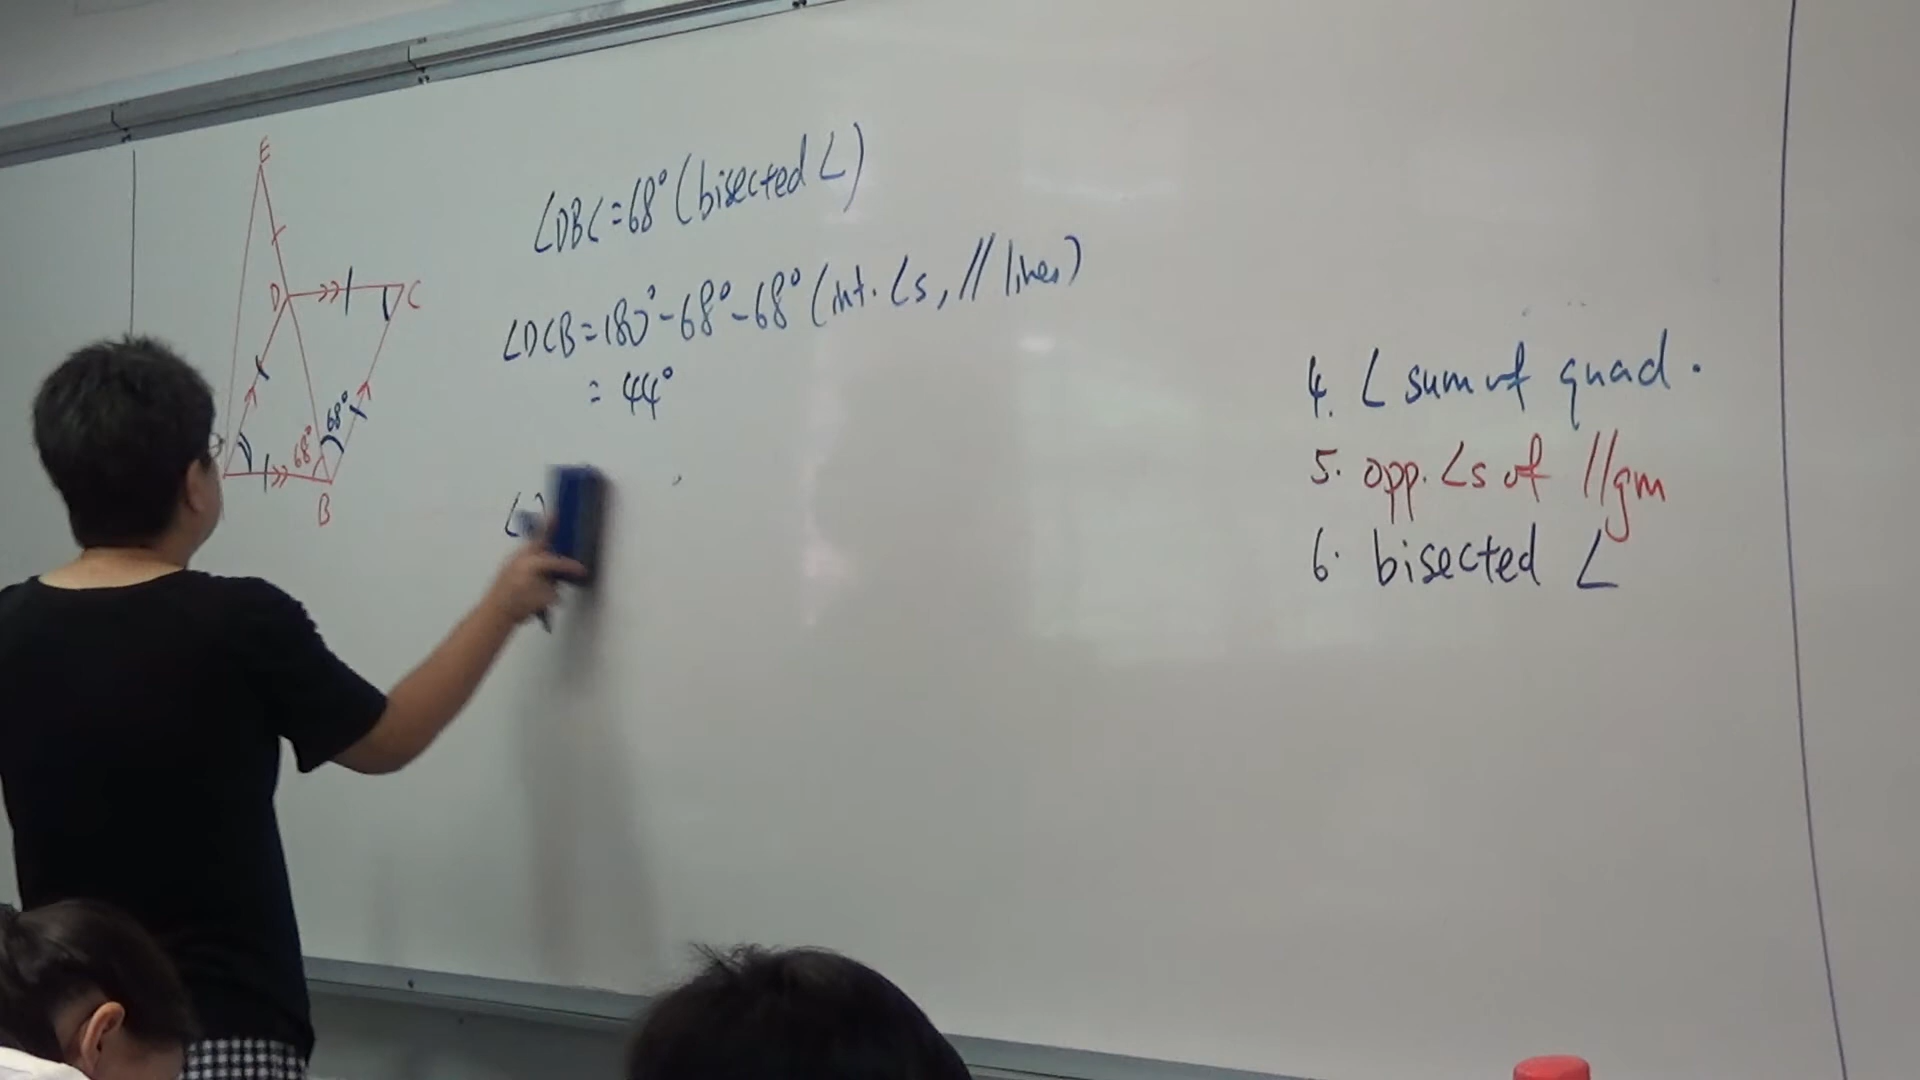 E
D
C
68°
68°
B
∠DBC=68° (bisected ∠)
∠DCB=180°-68°-68° (int. ∠s, // lines)
= 44°
∠
4. ∠ sum of quad.
5. opp. ∠s of //gm
6. bisected ∠